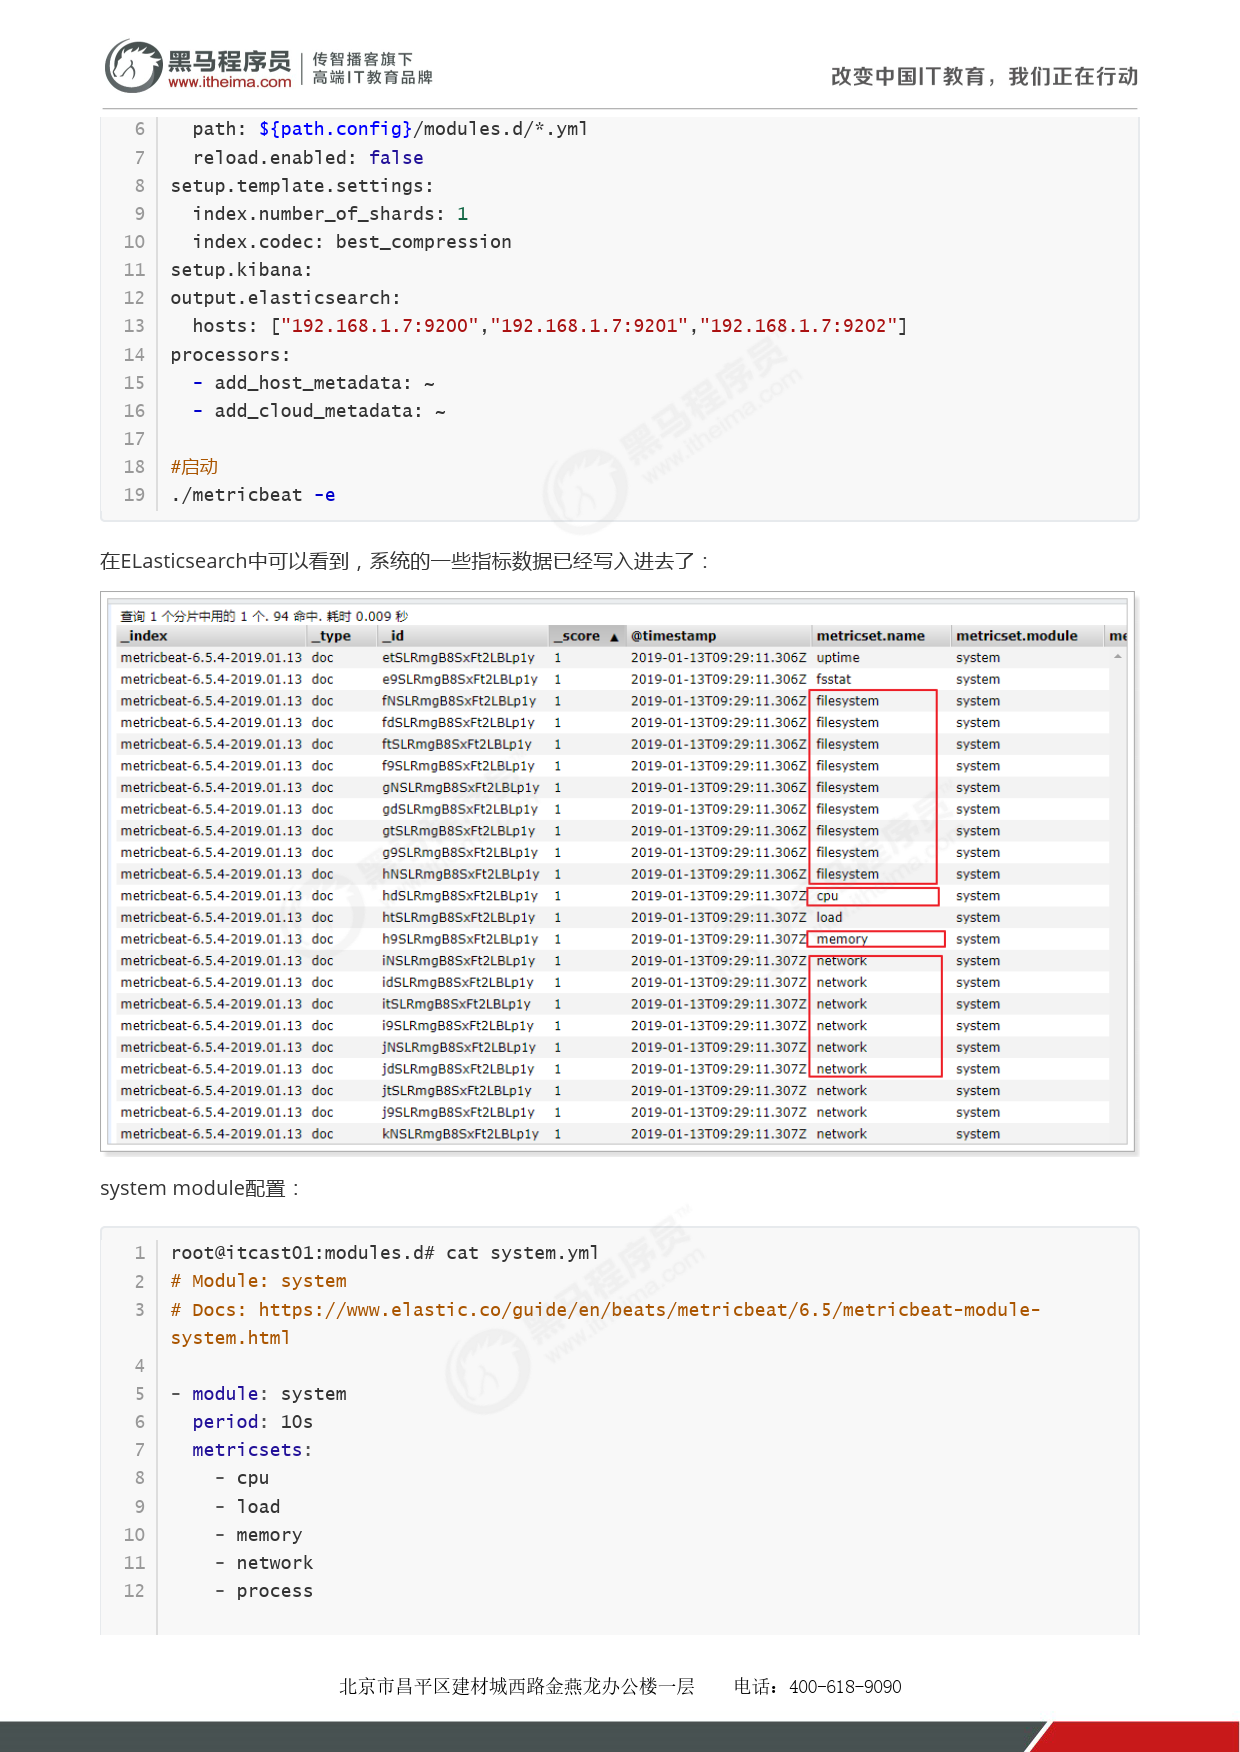 黑马程序员
www.itheima.com
传智播客旗下
高端IT教育品牌
改变中国IT教育，我们正在行动
6 path: ${path.config}/modules.d/*.yml
7 reload.enabled: false
8 setup.template.settings:
9 index.number_of_shards: 1
10 index.codec: best_compression
11 setup.kibana:
12 output.elasticsearch:
13 hosts: ["192.168.1.7:9200","192.168.1.7:9201","192.168.1.7:9202"]
14 processors:
15 - add_host_metadata: ~
16 - add_cloud_metadata: ~
17
18 #启动
19 ./metricbeat -e
在ELasticsearch中可以看到，系统的一些指标数据已经写入进去了：
查询 1 个分片中用的 1 个. 94 命中. 耗时 0.009 秒
_index _type _id _score ▲ @timestamp metricset.name metricset.module me
metricbeat-6.5.4-2019.01.13 doc etSLRmgB8SxFt2LBLp1y 1 2019-01-13T09:29:11.306Z uptime system
metricbeat-6.5.4-2019.01.13 doc e9SLRmgB8SxFt2LBLp1y 1 2019-01-13T09:29:11.306Z fsstat system
metricbeat-6.5.4-2019.01.13 doc fNSLRmgB8SxFt2LBLp1y 1 2019-01-13T09:29:11.306Z filesystem system
metricbeat-6.5.4-2019.01.13 doc fdSLRmgB8SxFt2LBLp1y 1 2019-01-13T09:29:11.306Z filesystem system
metricbeat-6.5.4-2019.01.13 doc ftSLRmgB8SxFt2LBLp1y 1 2019-01-13T09:29:11.306Z filesystem system
metricbeat-6.5.4-2019.01.13 doc f9SLRmgB8SxFt2LBLp1y 1 2019-01-13T09:29:11.306Z filesystem system
metricbeat-6.5.4-2019.01.13 doc gNSLRmgB8SxFt2LBLp1y 1 2019-01-13T09:29:11.306Z filesystem system
metricbeat-6.5.4-2019.01.13 doc gdSLRmgB8SxFt2LBLp1y 1 2019-01-13T09:29:11.306Z filesystem system
metricbeat-6.5.4-2019.01.13 doc gtSLRmgB8SxFt2LBLp1y 1 2019-01-13T09:29:11.306Z filesystem system
metricbeat-6.5.4-2019.01.13 doc g9SLRmgB8SxFt2LBLp1y 1 2019-01-13T09:29:11.306Z filesystem system
metricbeat-6.5.4-2019.01.13 doc hNSLRmgB8SxFt2LBLp1y 1 2019-01-13T09:29:11.306Z filesystem system
metricbeat-6.5.4-2019.01.13 doc hdSLRmgB8SxFt2LBLp1y 1 2019-01-13T09:29:11.307Z cpu system
metricbeat-6.5.4-2019.01.13 doc htSLRmgB8SxFt2LBLp1y 1 2019-01-13T09:29:11.307Z load system
metricbeat-6.5.4-2019.01.13 doc h9SLRmgB8SxFt2LBLp1y 1 2019-01-13T09:29:11.307Z memory system
metricbeat-6.5.4-2019.01.13 doc iNSLRmgB8SxFt2LBLp1y 1 2019-01-13T09:29:11.307Z network system
metricbeat-6.5.4-2019.01.13 doc idSLRmgB8SxFt2LBLp1y 1 2019-01-13T09:29:11.307Z network system
metricbeat-6.5.4-2019.01.13 doc itSLRmgB8SxFt2LBLp1y 1 2019-01-13T09:29:11.307Z network system
metricbeat-6.5.4-2019.01.13 doc i9SLRmgB8SxFt2LBLp1y 1 2019-01-13T09:29:11.307Z network system
metricbeat-6.5.4-2019.01.13 doc jNSLRmgB8SxFt2LBLp1y 1 2019-01-13T09:29:11.307Z network system
metricbeat-6.5.4-2019.01.13 doc jdSLRmgB8SxFt2LBLp1y 1 2019-01-13T09:29:11.307Z network system
metricbeat-6.5.4-2019.01.13 doc jtSLRmgB8SxFt2LBLp1y 1 2019-01-13T09:29:11.307Z network system
metricbeat-6.5.4-2019.01.13 doc j9SLRmgB8SxFt2LBLp1y 1 2019-01-13T09:29:11.307Z network system
metricbeat-6.5.4-2019.01.13 doc kNSLRmgB8SxFt2LBLp1y 1 2019-01-13T09:29:11.307Z network system
system module配置：
1 root@itcast01:modules.d# cat system.yml
2 # Module: system
3 # Docs: https://www.elastic.co/guide/en/beats/metricbeat/6.5/metricbeat-module-
system.html
4
5 - module: system
6 period: 10s
7 metricsets:
8 - cpu
9 - load
10 - memory
11 - network
12 - process
北京市昌平区建材城西路金燕龙办公楼一层 电话：400-618-9090